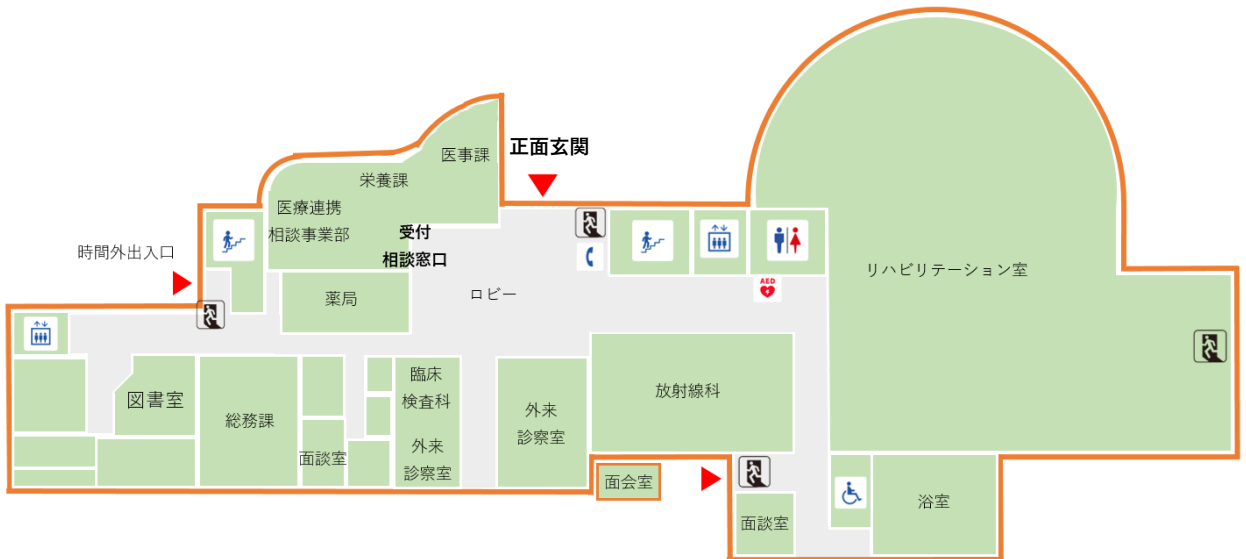 正面玄関
医事課
栄養課
医療連携
相談事業部
受付
相談窓口
時間外出入口
薬局
ロビー
AED
リハビリテーション室
図書室
総務課
面談室
臨床
検査科
外来
診察室
外来
診察室
放射線科
面会室
面談室
浴室